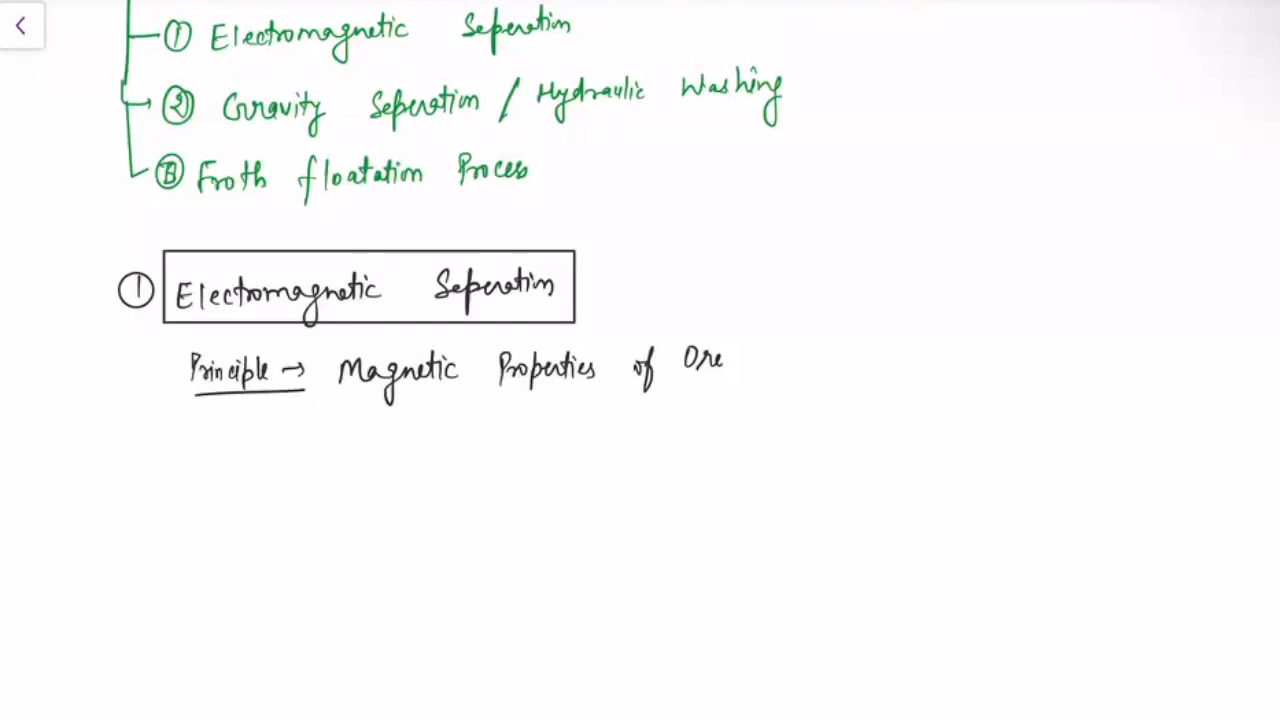 ① Electromagnetic Seperation
② Gravity Seperation / Hydraulic Washing
③ Froth floatation Process
① Electromagnetic Seperation
Principle → Magnetic Properties of Ore